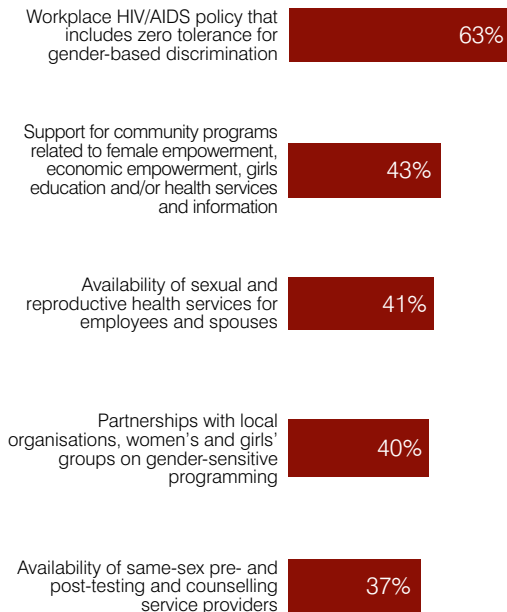 Workplace HIV/AIDS policy that
includes zero tolerance for
gender-based discrimination
63%
Support for community programs
related to female empowerment,
economic empowerment, girls
education and/or health services
and information
43%
Availability of sexual and
reproductive health services for
employees and spouses
41%
Partnerships with local
organisations, women's and girls'
groups on gender-sensitive
programming
40%
Availability of same-sex pre- and
post-testing and counselling
service providers
37%